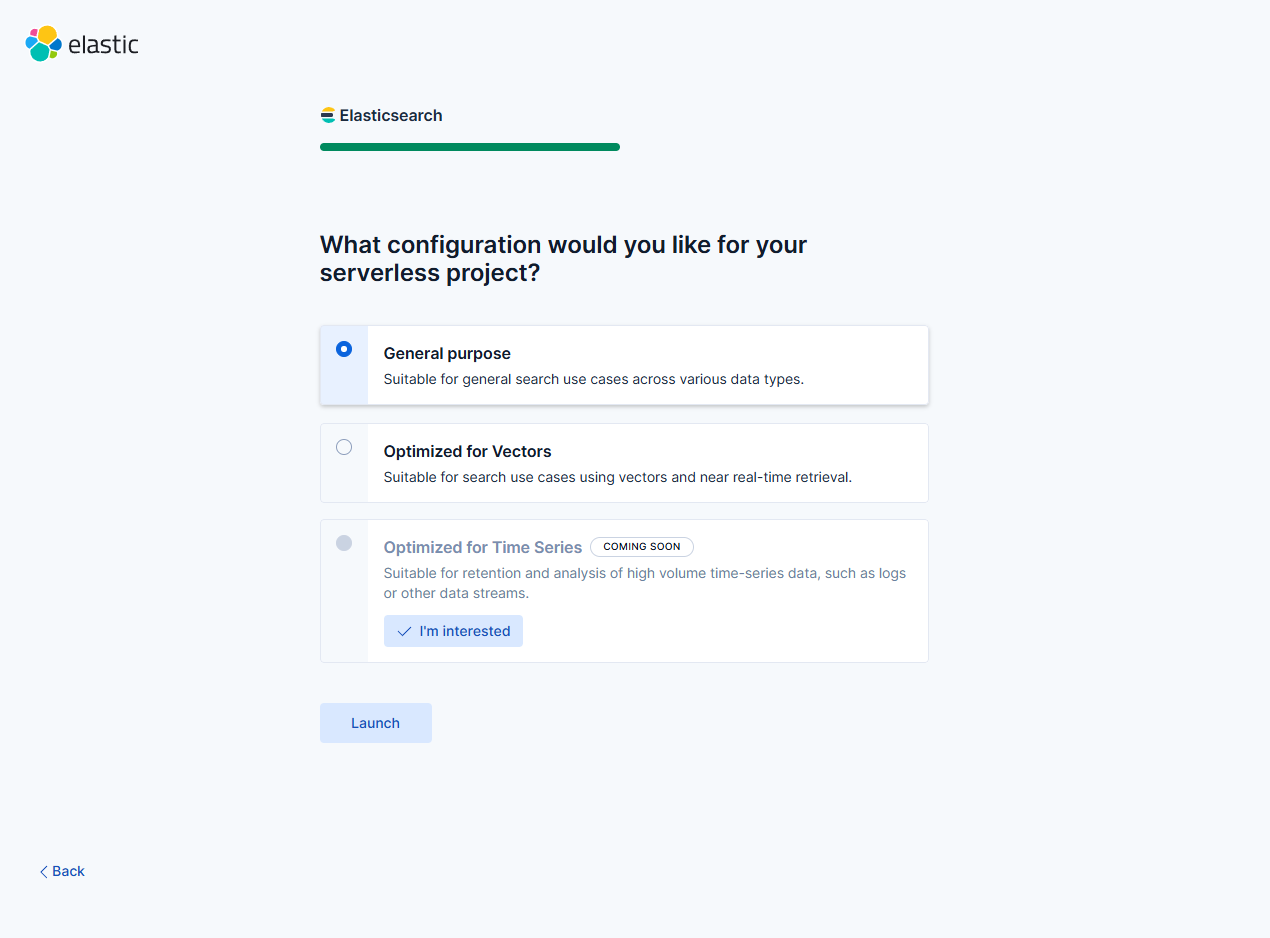 elastic
Elasticsearch
What configuration would you like for your
serverless project?
General purpose
Suitable for general search use cases across various data types.
Optimized for Vectors
Suitable for search use cases using vectors and near real-time retrieval.
Optimized for Time Series COMING SOON
Suitable for retention and analysis of high volume time-series data, such as logs
or other data streams.
I'm interested
Launch
Back